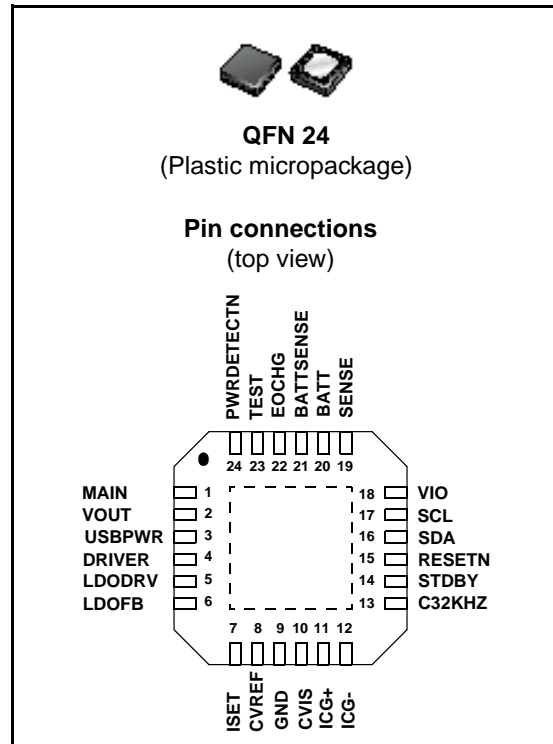 QFN 24
(Plastic micropackage)
Pin connections
(top view)
PWRDETECTN
TEST
EOCHG
BATTSENSE
BATT
SENSE
24 23 22 21 20 19
MAIN 1
VOUT 2
USBPWR 3
DRIVER 4
LDODRV 5
LDOFB 6
18 VIO
17 SCL
16 SDA
15 RESETN
14 STDBY
13 C32KHZ
7 8 9 10 11 12
ISET
CVREF
GND
CVIS
ICG+
ICG-